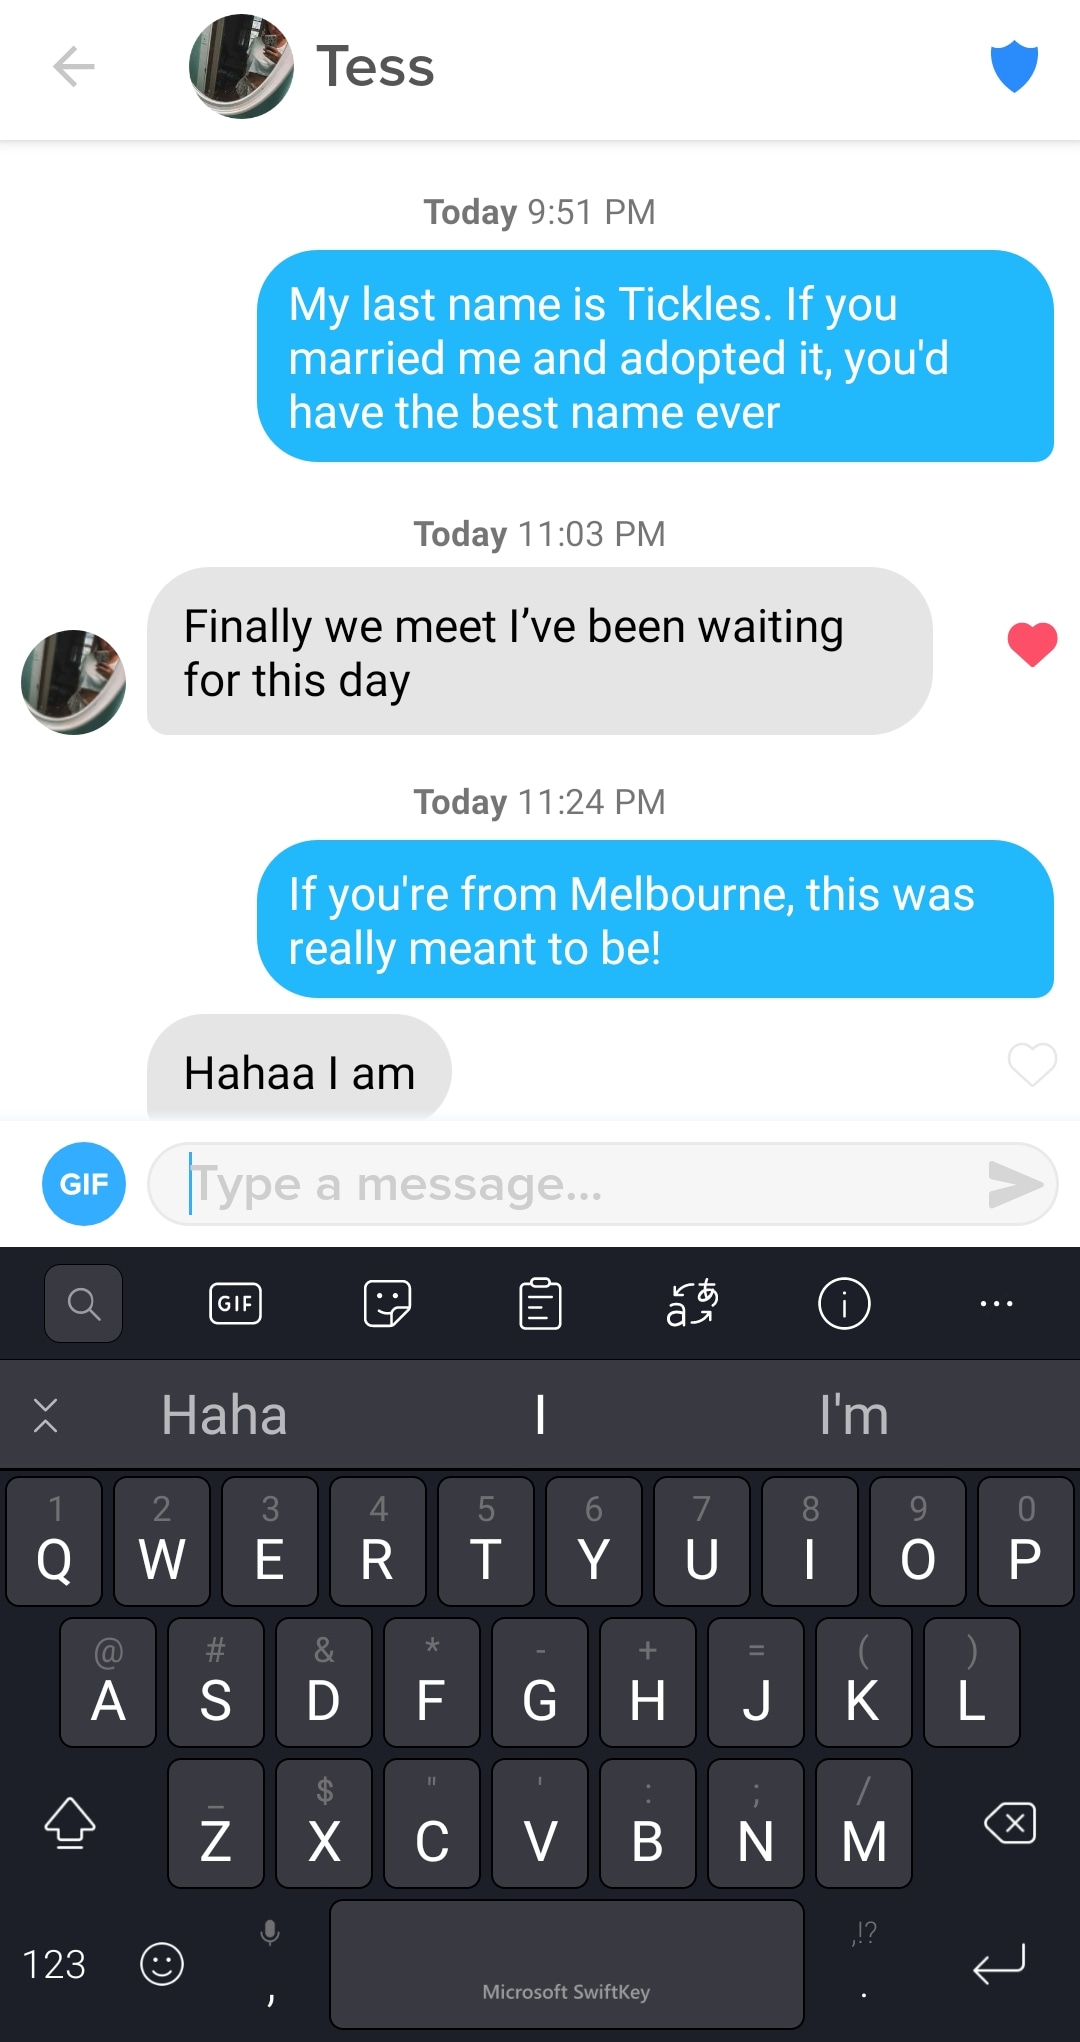 Tess
Today 9:51 PM
My last name is Tickles. If you
married me and adopted it, you'd
have the best name ever
Today 11:03 PM
Finally we meet I’ve been waiting
for this day
Today 11:24 PM
If you're from Melbourne, this was
really meant to be!
Hahaa I am
GIF
Type a message...
GIF
aあ
i
...
Haha I I'm
1 2 3 4 5 6 7 8 9 0
Q W E R T Y U I O P
@ # & * - + = ( )
A S D F G H J K L
_ $ " ' : ; /
Z X C V B N M
,!?
123 , Microsoft SwiftKey .